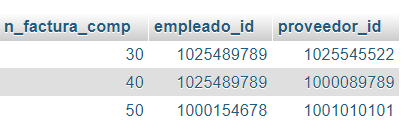 n_factura_comp empleado_id proveedor_id
30 1025489789 1025545522
40 1025489789 1000089789
50 1000154678 1001010101